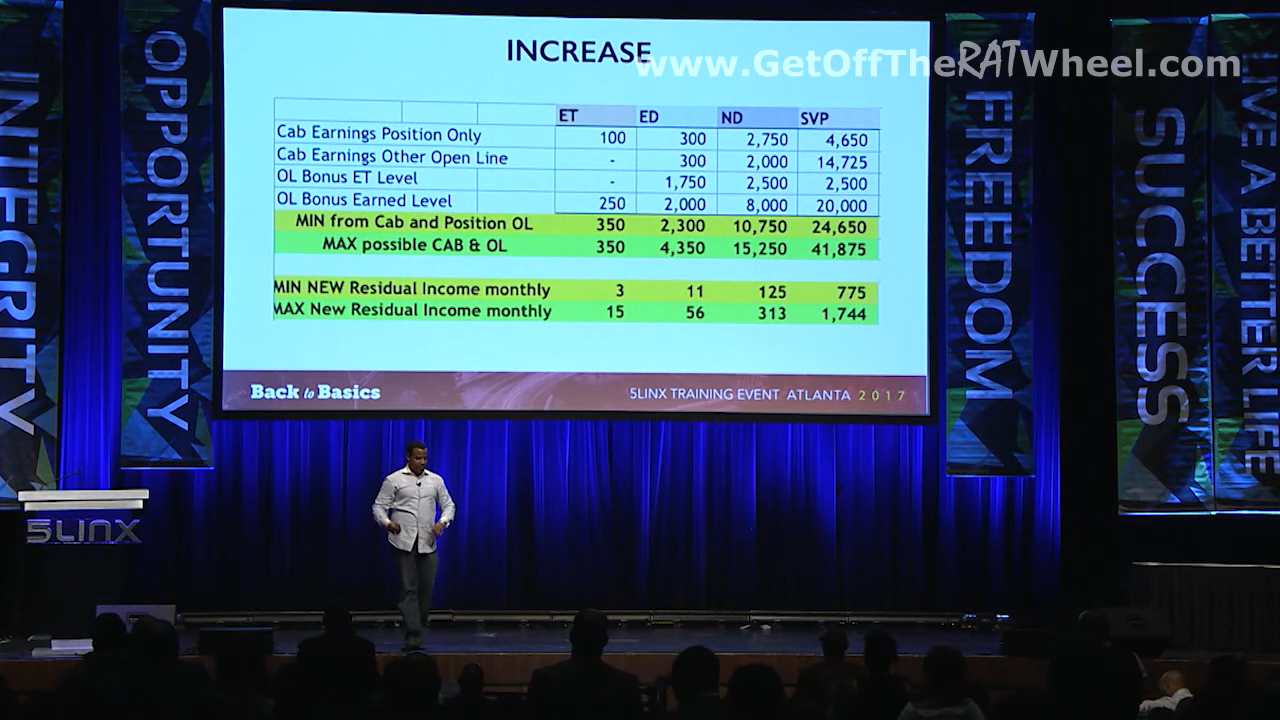 www.GetOffTheRATWheel.com
INCREASE
ET ED ND SVP
Cab Earnings Position Only 100 300 2,750 4,650
Cab Earnings Other Open Line - 300 2,000 14,725
OL Bonus ET Level - 1,750 2,500 2,500
OL Bonus Earned Level 250 2,000 8,000 20,000
MIN from Cab and Position OL 350 2,300 10,750 24,650
MAX possible CAB & OL 350 4,350 15,250 41,875
MIN NEW Residual Income monthly 3 11 125 775
MAX New Residual Income monthly 15 56 313 1,744
Back to Basics
5LINX TRAINING EVENT ATLANTA 2017
INTEGRITY
OPPORTUNITY
FREEDOM
SUCCESS
LIVE A BETTER LIFE
5LINX